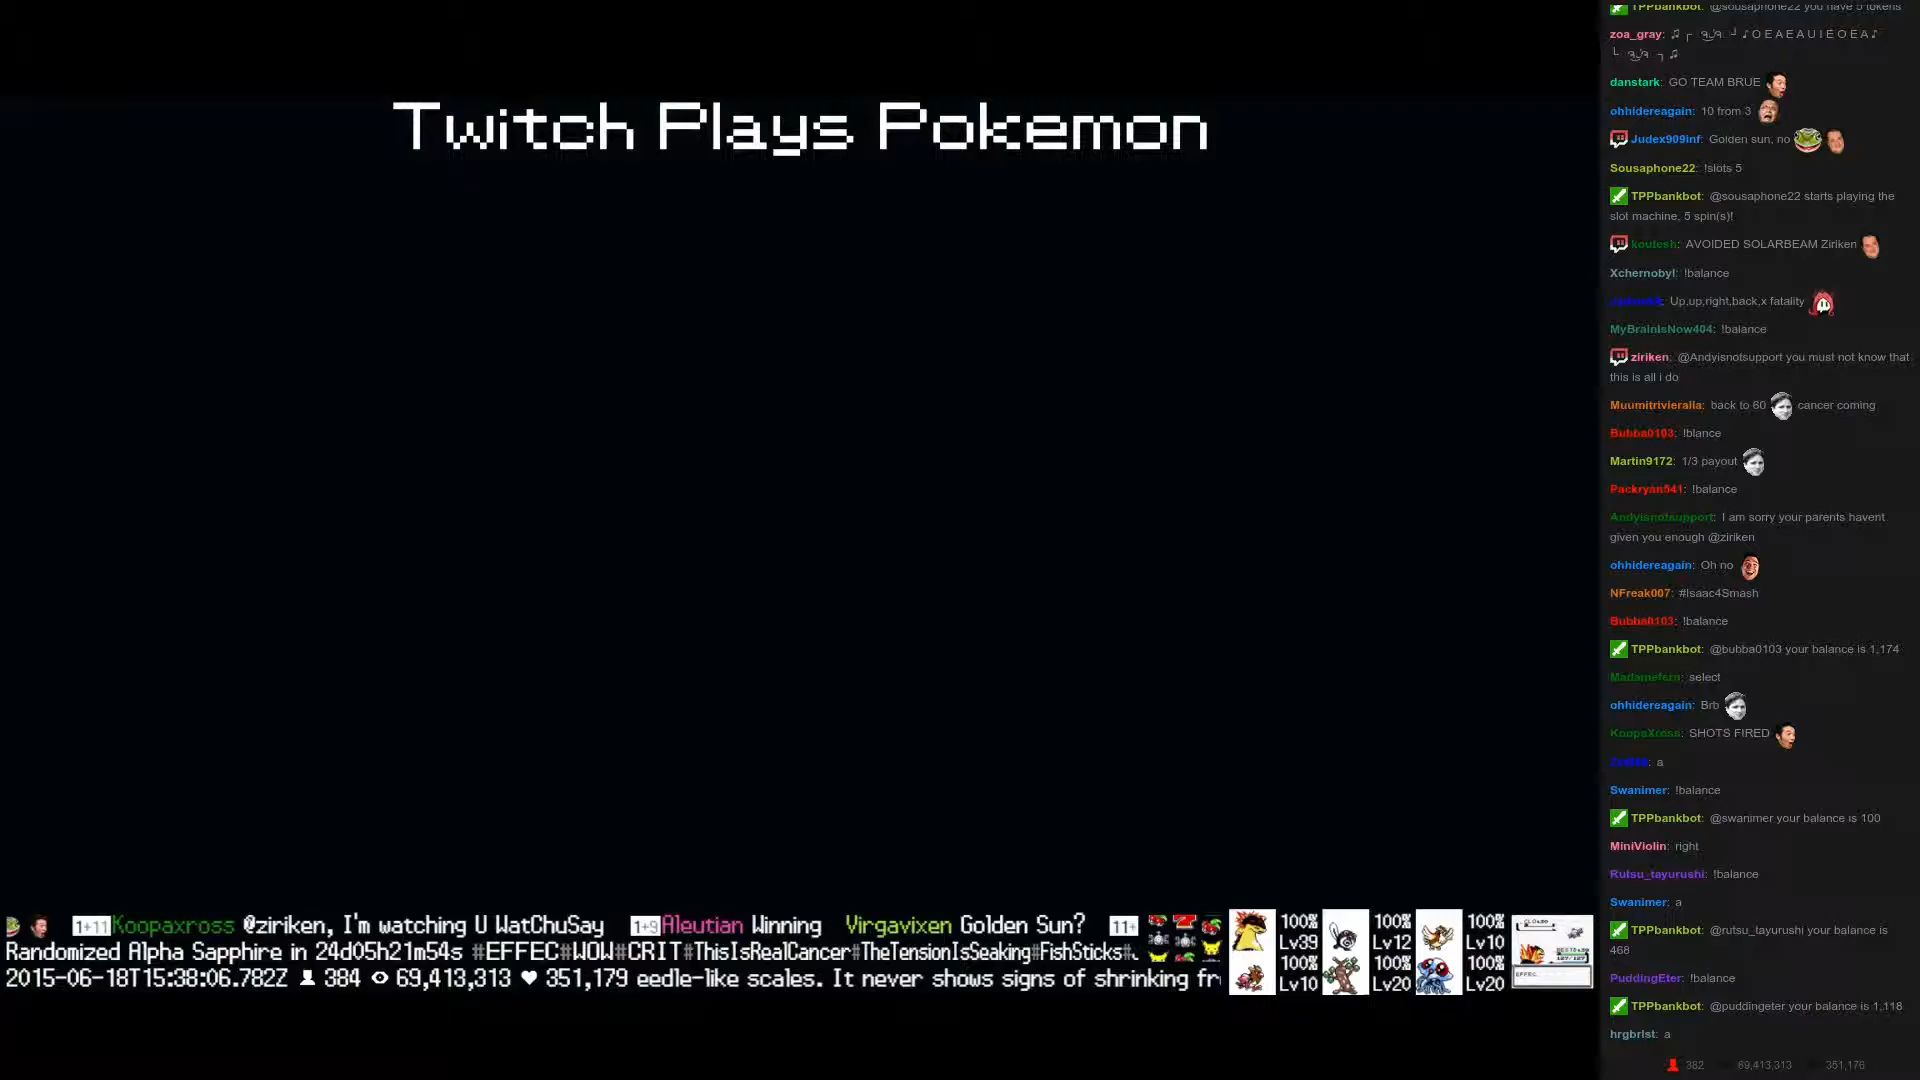 Twitch Plays Pokemon
1+11 Koopaxross @ziriken, I'm watching U WatChuSay 1+9 Aleutian Winning Virgavixen Golden Sun? 11+
Randomized Alpha Sapphire in 24d05h21m54s #EFFEC#WOW#CRIT#ThisIsRealCancer#TheTensionIsSeaking#FishSticks#
2015-06-18T15:38:06.782Z 384 69,413,313 351,179 eedle-like scales. It never shows signs of shrinking fr
100% 100% 100%
Lv39 Lv12 Lv10
100% 100% 100%
Lv10 Lv20 Lv20
EFFEC
TPPbankbot: @sousaphone22 you have 5 tokens
zoa_gray: ♫ ┌ ┘ ♪ O E A E A U I E O E A ♪
└ ┐ ♫
danstark: GO TEAM BRUE
ohhidereagain: 10 from 3
Judex909inf: Golden sun, no
Sousaphone22: !slots 5
TPPbankbot: @sousaphone22 starts playing the
slot machine, 5 spin(s)!
koutesh: AVOIDED SOLARBEAM Ziriken
Xchernobyl: !balance
Up,up,right,back,x fatality
MyBrainIsNow404: !balance
ziriken: @Andyisnotsupport you must not know that
this is all i do
Muumitrivieralla: back to 60 cancer coming
Bubba0103: !blance
Martin9172: 1/3 payout
Packryan541: !balance
Andyisnotsupport: I am sorry your parents havent
given you enough @ziriken
ohhidereagain: Oh no
NFreak007: #Isaac4Smash
Bubba0103: !balance
TPPbankbot: @bubba0103 your balance is 1,174
Madamefern: select
ohhidereagain: Brb
KoopaXross: SHOTS FIRED
a
Swanimer: !balance
TPPbankbot: @swanimer your balance is 100
MiniViolin: right
Rutsu_tayurushi: !balance
Swanimer: a
TPPbankbot: @rutsu_tayurushi your balance is
468
PuddingEter: !balance
TPPbankbot: @puddingeter your balance is 1,118
hrgbrlst: a
382 69,413,313 351,176